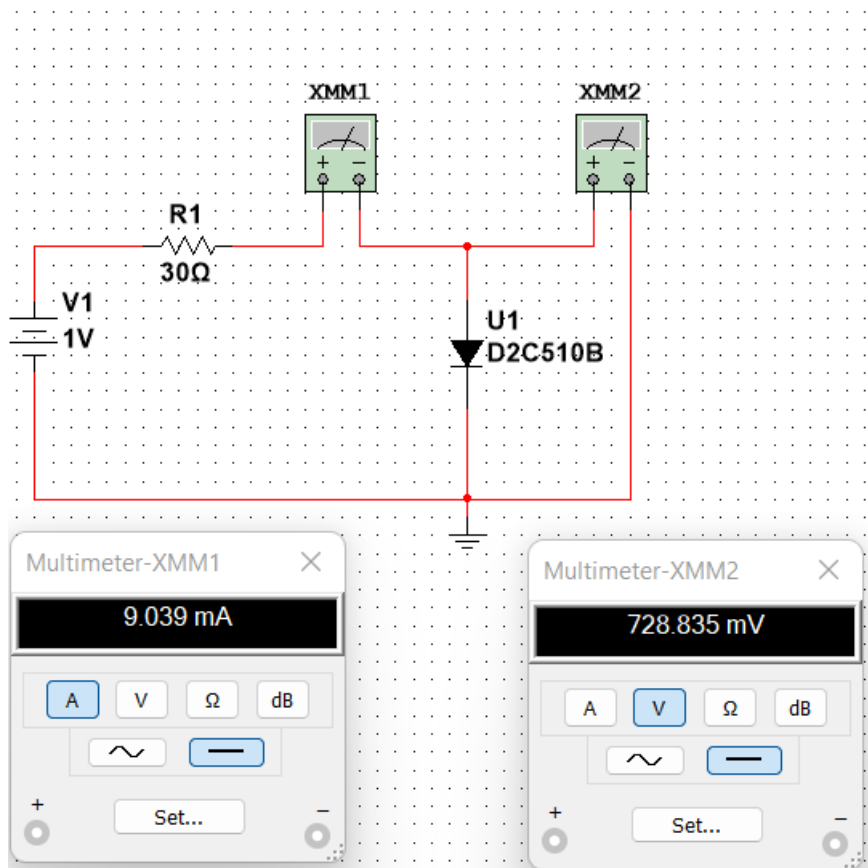 XMM1
XMM2
+ −
+ −
R1
30Ω
V1
1V
U1
D2C510B
Multimeter-XMM1
9.039 mA
A V Ω dB
+ Set... −
Multimeter-XMM2
728.835 mV
A V Ω dB
+ Set... −